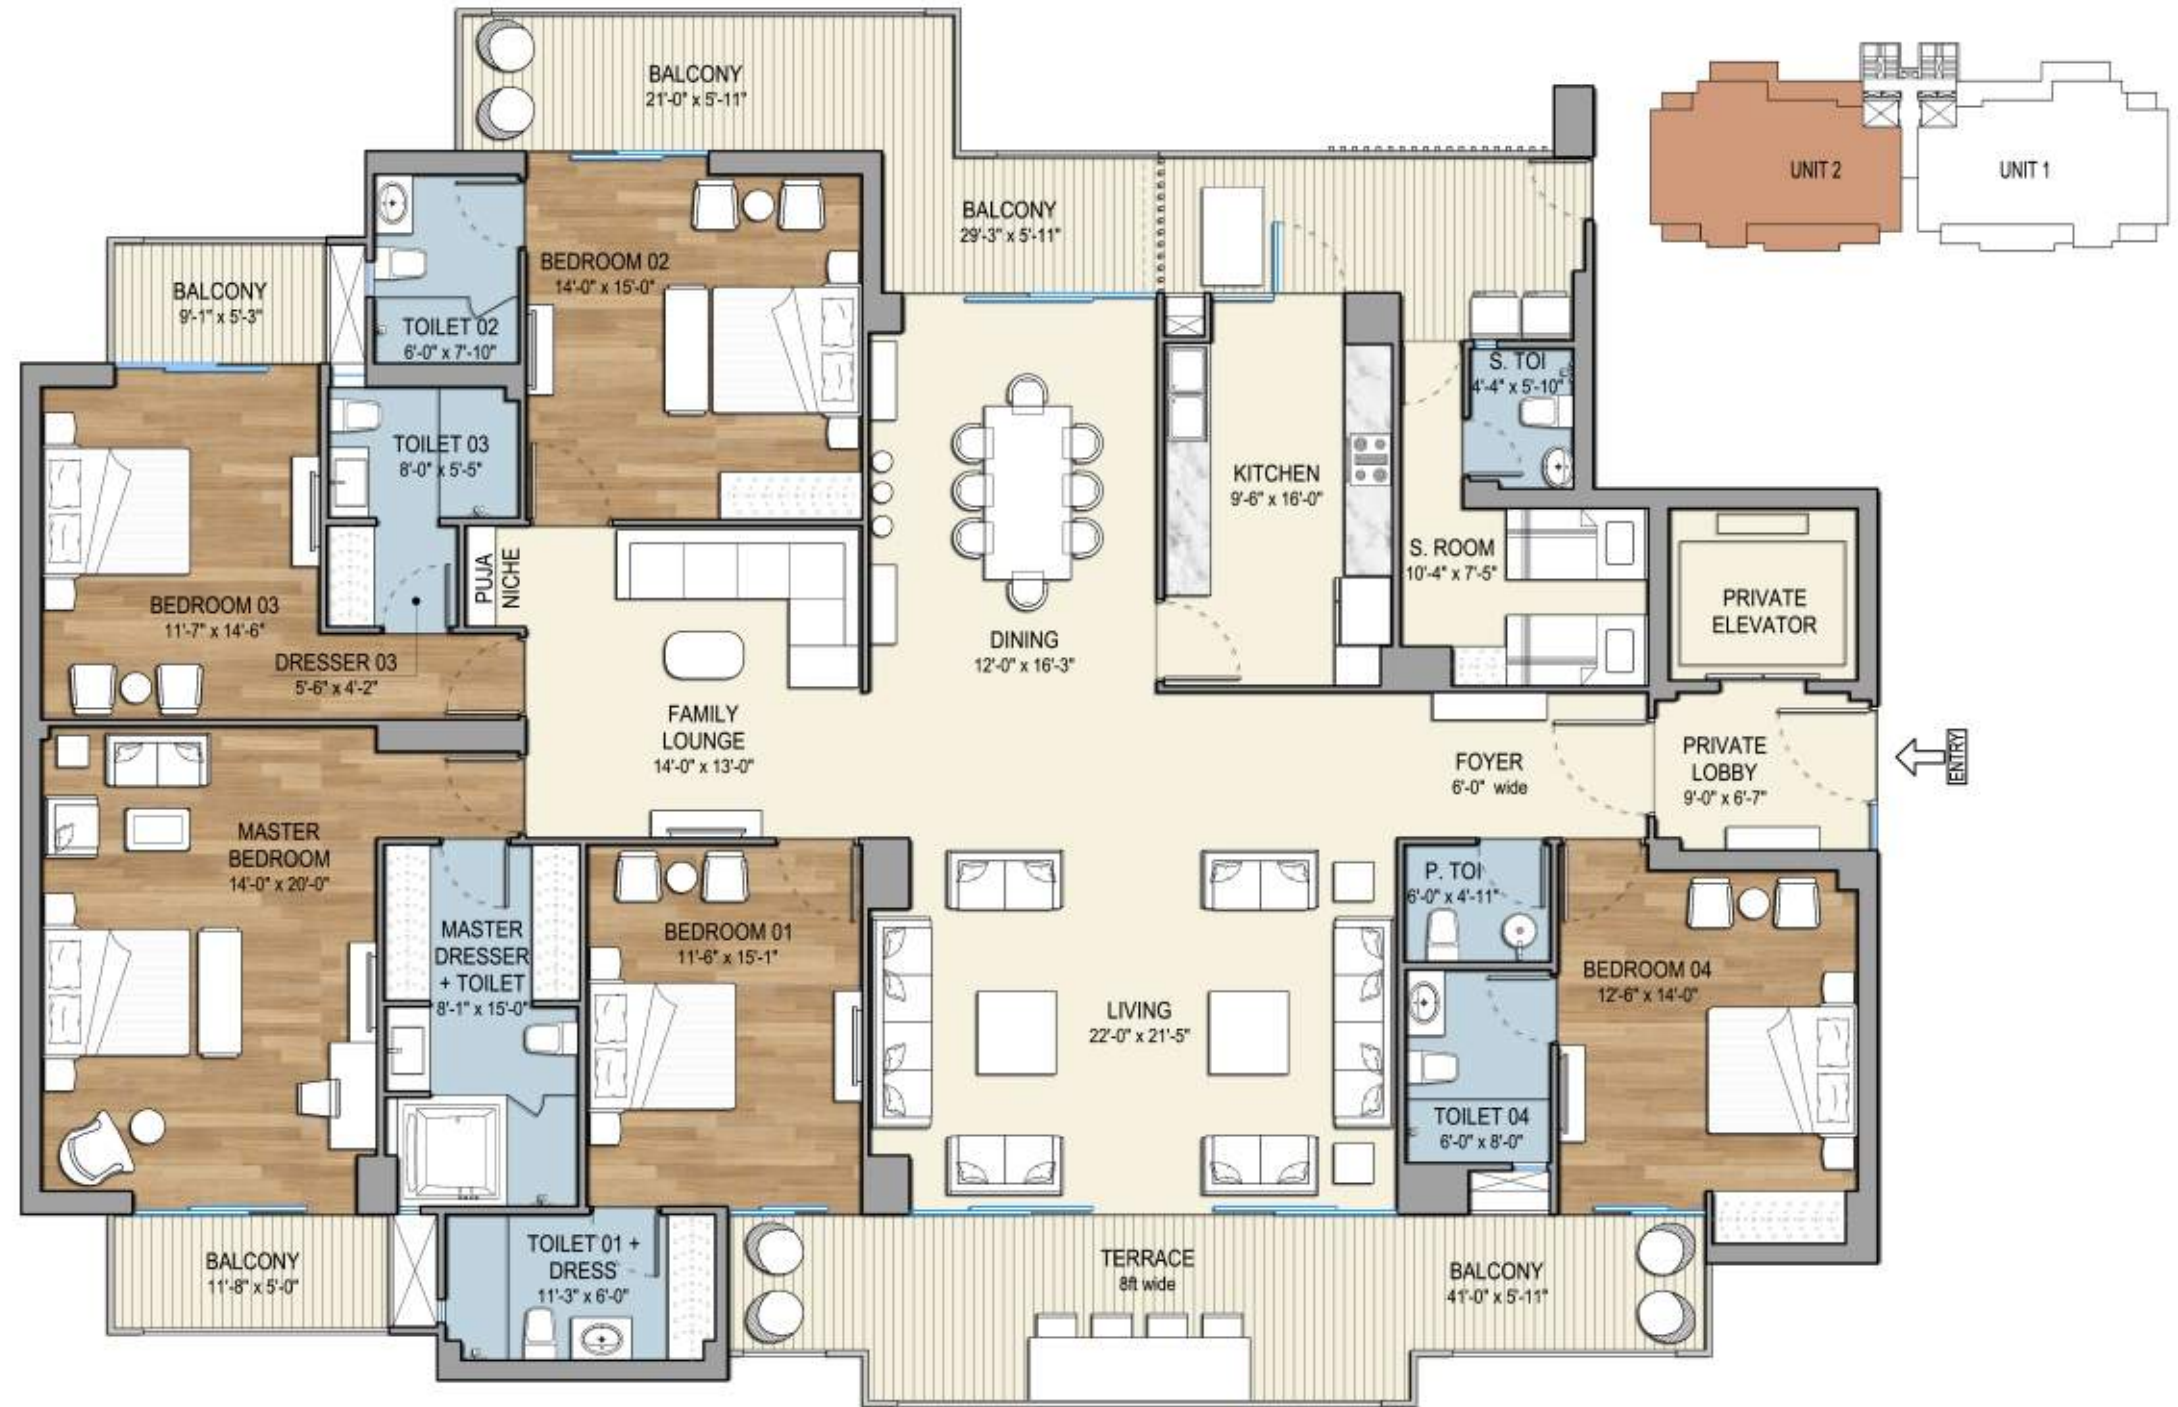 BALCONY
21'-0" x 5'-11"
UNIT 2
UNIT 1
BALCONY
29'-3" x 5'-11"
BEDROOM 02
14'-0" x 15'-0"
BALCONY
9'-1" x 5'-3"
TOILET 02
6'-0" x 7'-10"
S. TOI
4'-4" x 5'-10"
TOILET 03
8'-0" x 5'-5"
KITCHEN
9'-6" x 16'-0"
PUJA
NICHE
S. ROOM
10'-4" x 7'-5"
BEDROOM 03
11'-7" x 14'-6"
PRIVATE
ELEVATOR
DINING
12'-0" x 16'-3"
DRESSER 03
5'-6" x 4'-2"
FAMILY
LOUNGE
14'-0" x 13'-0"
FOYER
6'-0" wide
PRIVATE
LOBBY
9'-0" x 6'-7"
ENTRY
MASTER
BEDROOM
14'-0" x 20'-0"
P. TOI
6'-0" x 4'-11"
MASTER
DRESSER
+ TOILET
8'-1" x 15'-0"
BEDROOM 01
11'-6" x 15'-1"
BEDROOM 04
12'-6" x 14'-0"
LIVING
22'-0" x 21'-5"
TOILET 04
6'-0" x 8'-0"
BALCONY
11'-8" x 5'-0"
TOILET 01 +
DRESS
11'-3" x 6'-0"
TERRACE
8ft wide
BALCONY
41'-0" x 5'-11"